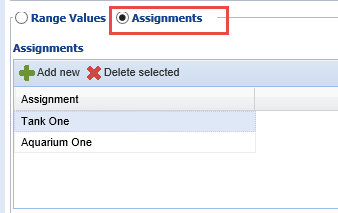 Range Values Assignments
Assignments
Add new Delete selected
Assignment
Tank One
Aquarium One